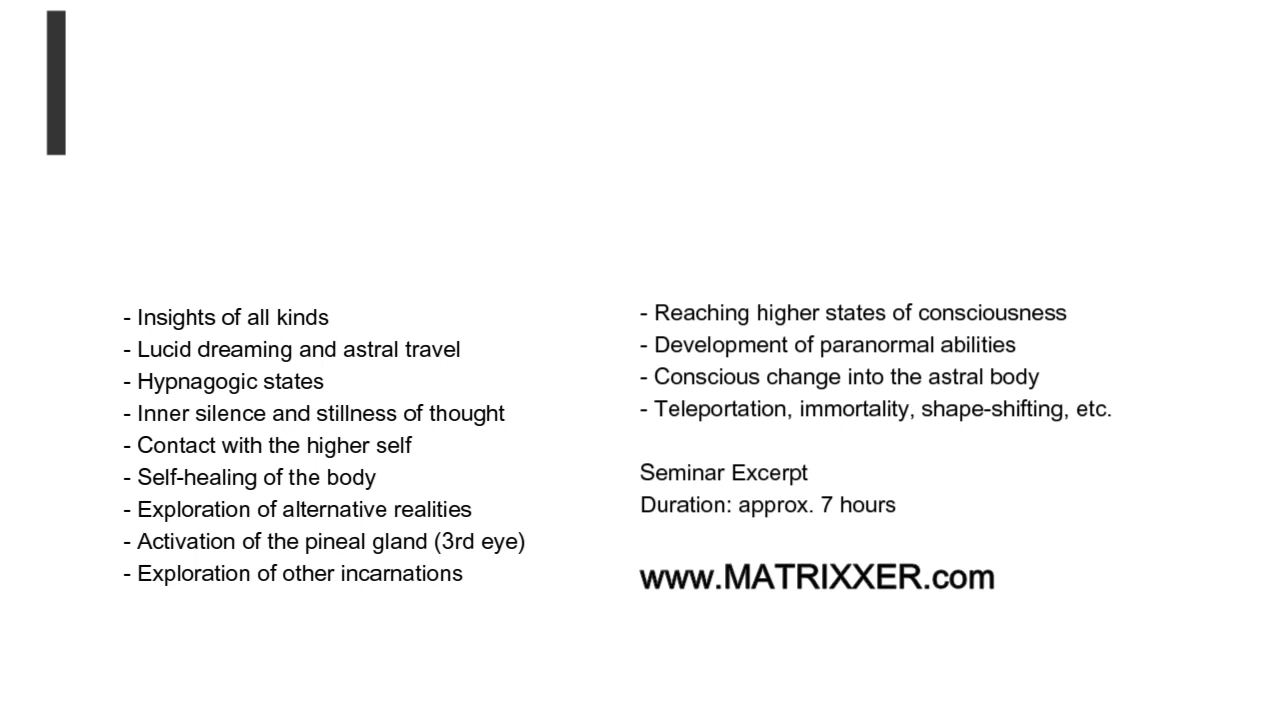 - Insights of all kinds
- Lucid dreaming and astral travel
- Hypnagogic states
- Inner silence and stillness of thought
- Contact with the higher self
- Self-healing of the body
- Exploration of alternative realities
- Activation of the pineal gland (3rd eye)
- Exploration of other incarnations
- Reaching higher states of consciousness
- Development of paranormal abilities
- Conscious change into the astral body
- Teleportation, immortality, shape-shifting, etc.
Seminar Excerpt
Duration: approx. 7 hours
www.MATRIXXER.com